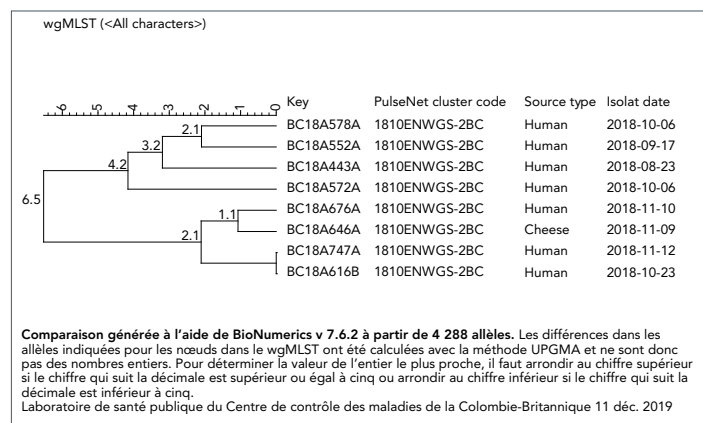 wgMLST (<All characters>)
-6 -5 -4 -3 -2 -1 0
Key PulseNet cluster code Source type Isolat date
BC18A578A 1810ENWGS-2BC Human 2018-10-06
2.1
BC18A552A 1810ENWGS-2BC Human 2018-09-17
3.2
BC18A443A 1810ENWGS-2BC Human 2018-08-23
4.2
BC18A572A 1810ENWGS-2BC Human 2018-10-06
6.5
BC18A676A 1810ENWGS-2BC Human 2018-11-10
1.1
BC18A646A 1810ENWGS-2BC Cheese 2018-11-09
2.1
BC18A747A 1810ENWGS-2BC Human 2018-11-12
BC18A616B 1810ENWGS-2BC Human 2018-10-23
Comparaison générée à l'aide de BioNumerics v 7.6.2 à partir de 4 288 allèles. Les différences dans les
allèles indiquées pour les nœuds dans le wgMLST ont été calculées avec la méthode UPGMA et ne sont donc
pas des nombres entiers. Pour déterminer la valeur de l'entier le plus proche, il faut arrondir au chiffre supérieur
si le chiffre qui suit la décimale est supérieur ou égal à cinq ou arrondir au chiffre inférieur si le chiffre qui suit la
décimale est inférieur à cinq.
Laboratoire de santé publique du Centre de contrôle des maladies de la Colombie-Britannique 11 déc. 2019